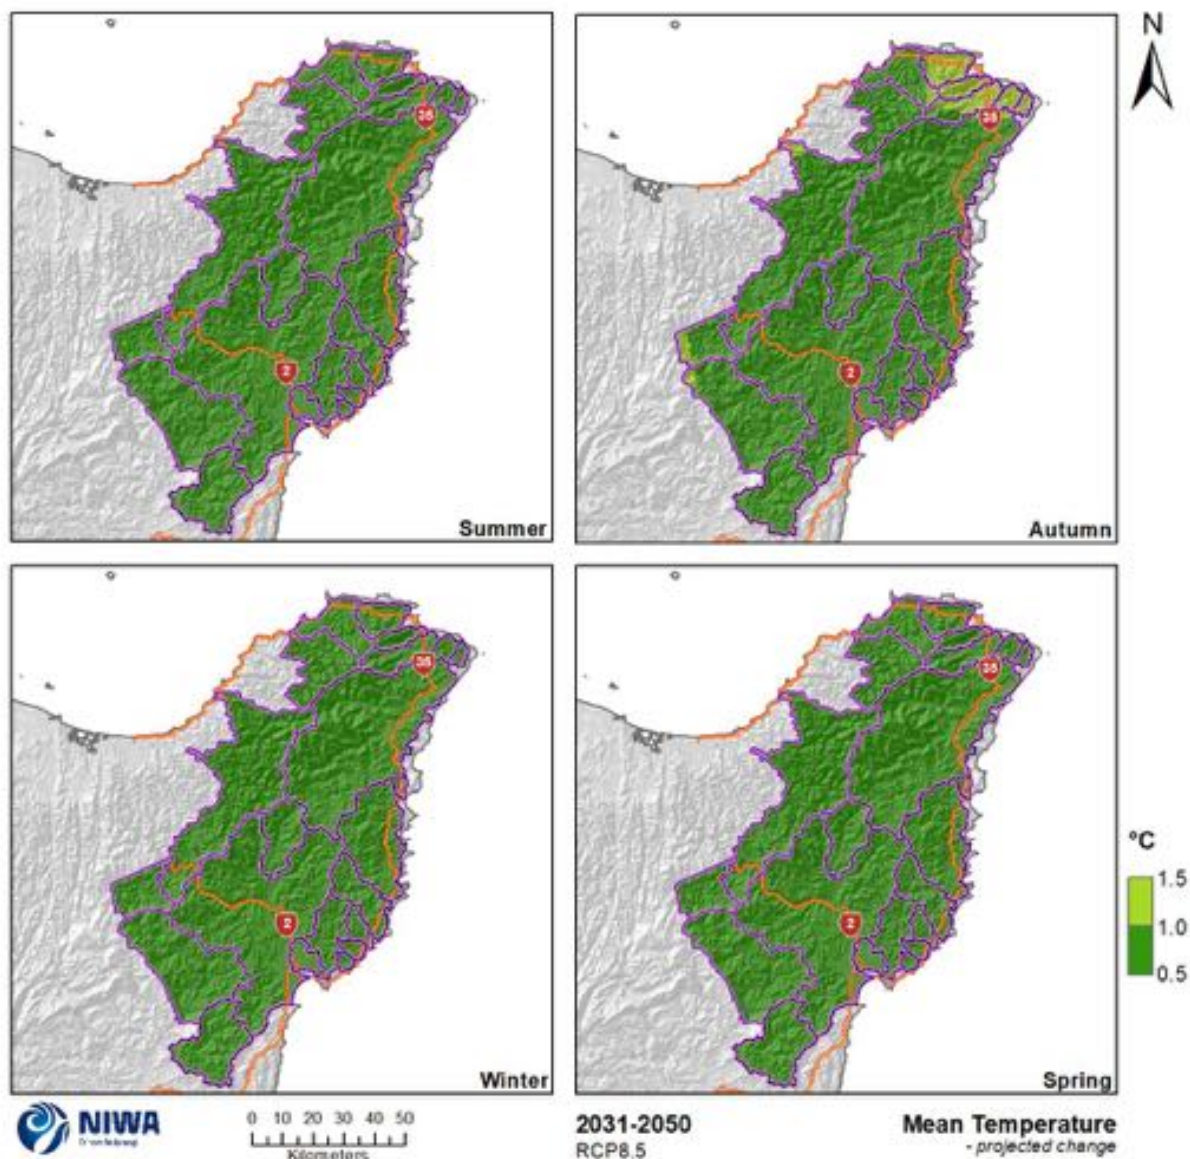 N
35
2
Summer
35
2
Autumn
35
2
Winter
35
2
Spring
°C
1.5
1.0
0.5
NIWA
0 10 20 30 40 50
Kilometers
2031-2050
RCP8.5
Mean Temperature
- projected change